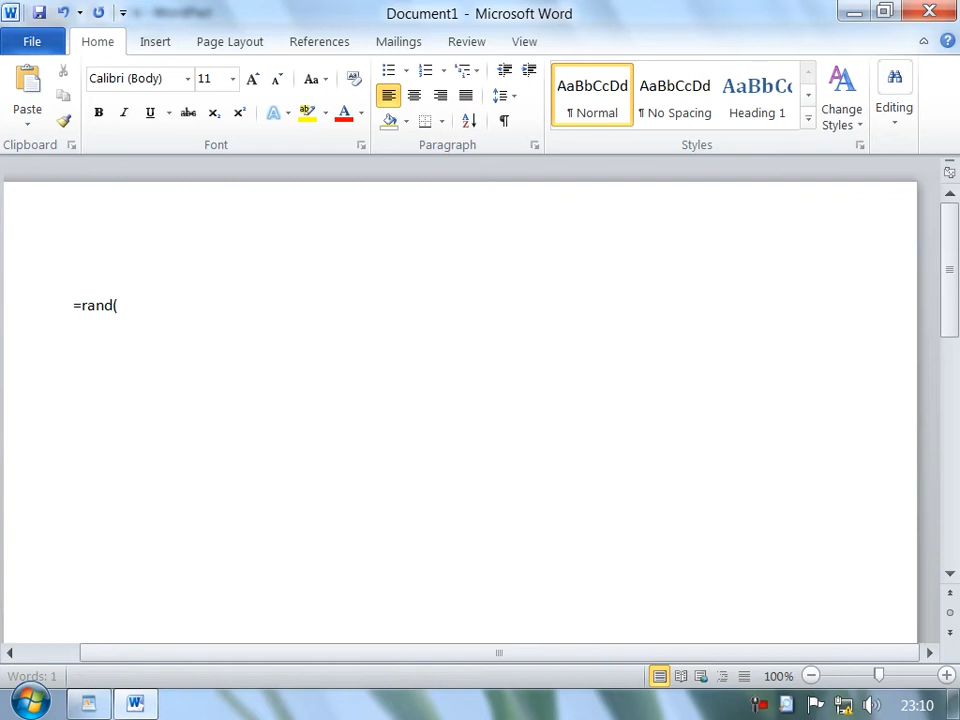 Document1 - Microsoft Word
File
Home
Insert
Page Layout
References
Mailings
Review
View
Paste
Calibri (Body)
11
AaBbCcDd
AaBbCcDd
AaBbCc
¶ Normal
¶ No Spacing
Heading 1
Change
Styles
Editing
Clipboard
Font
Paragraph
Styles
=rand(
Words: 1
100%
23:10